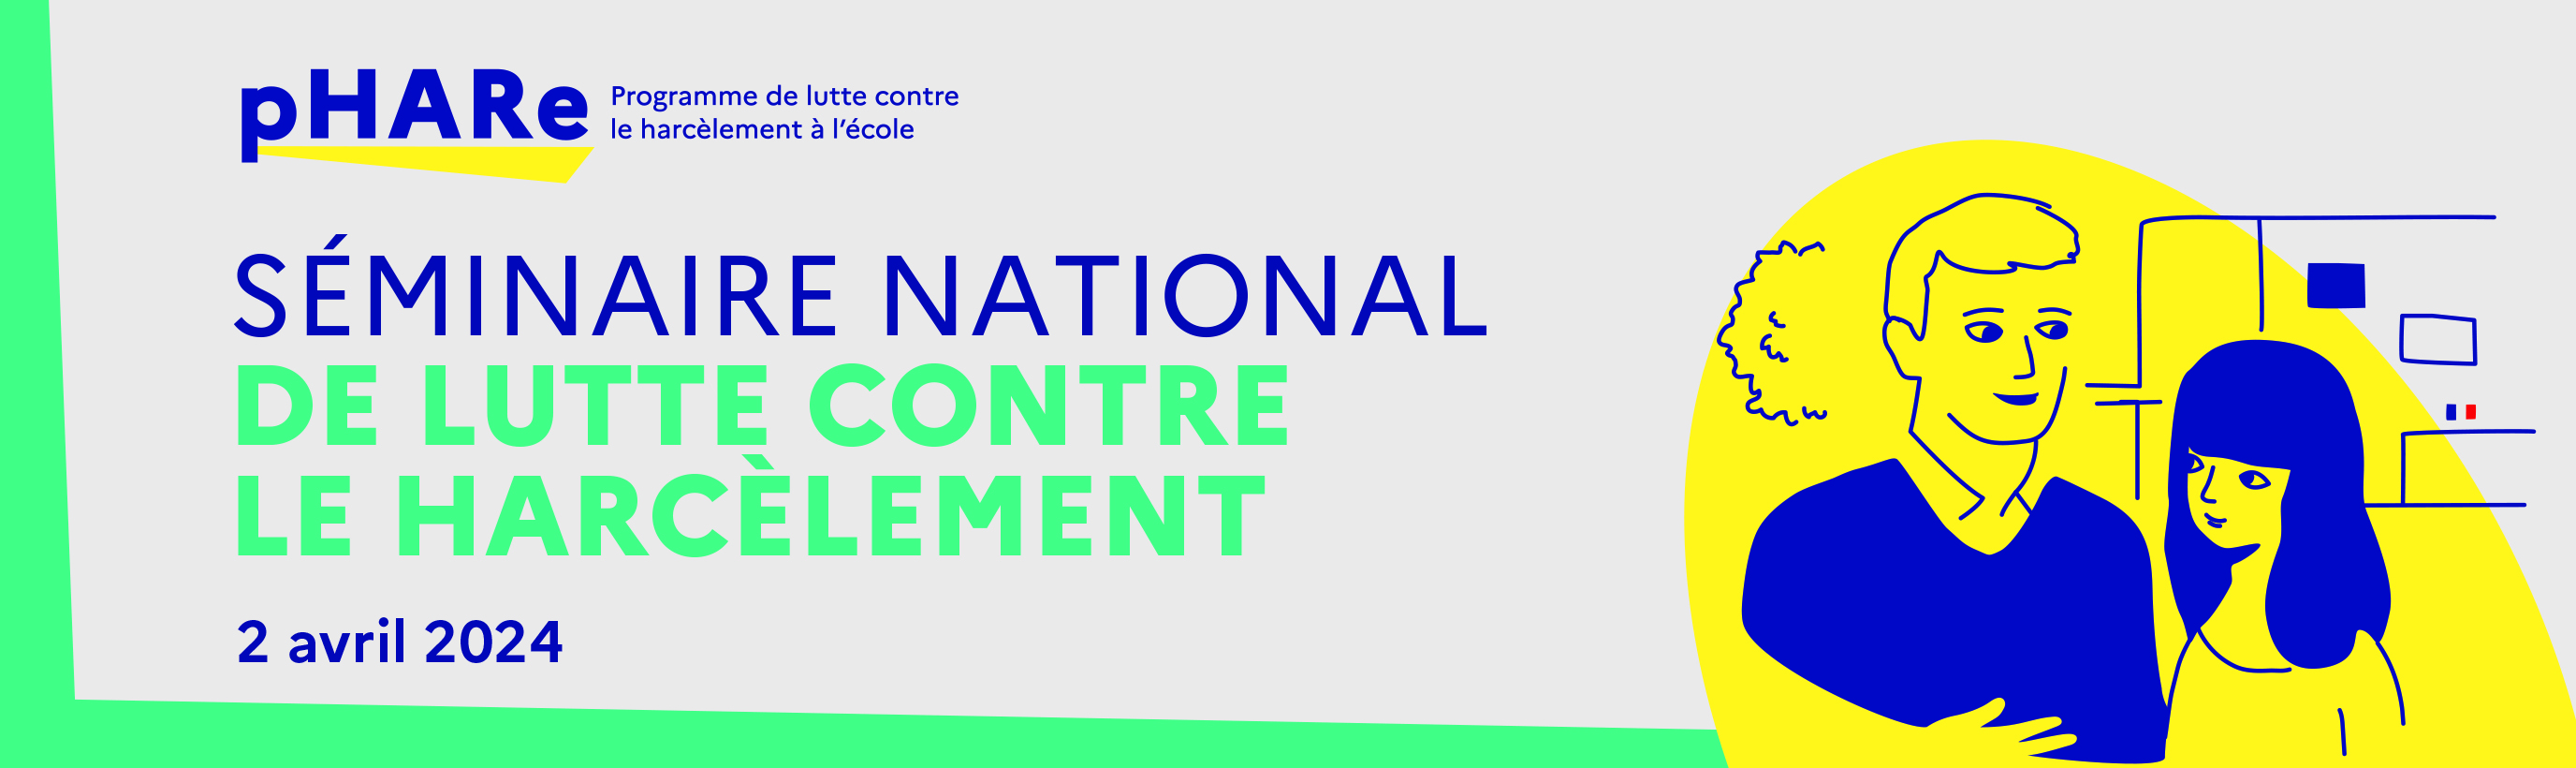 pHARe
Programme de lutte contre
le harcèlement à l'école
SÉMINAIRE NATIONAL
DE LUTTE CONTRE
LE HARCÈLEMENT
2 avril 2024